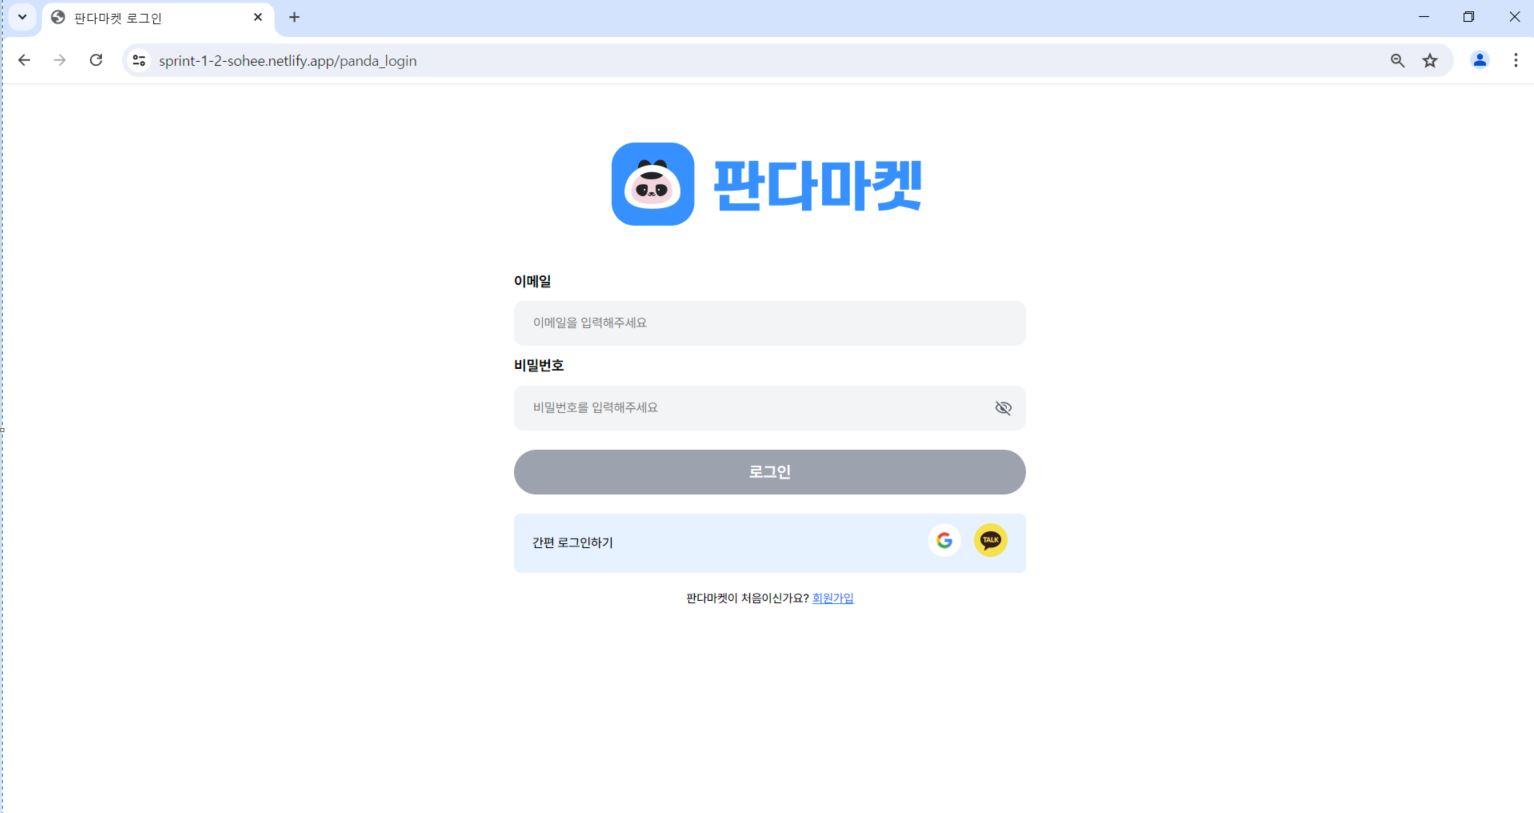 판다마켓 로그인
sprint-1-2-sohee.netlify.app/panda_login
판다마켓
이메일
이메일을 입력해주세요
비밀번호
비밀번호를 입력해주세요
로그인
간편 로그인하기
G
TALK
판다마켓이 처음이신가요? 회원가입